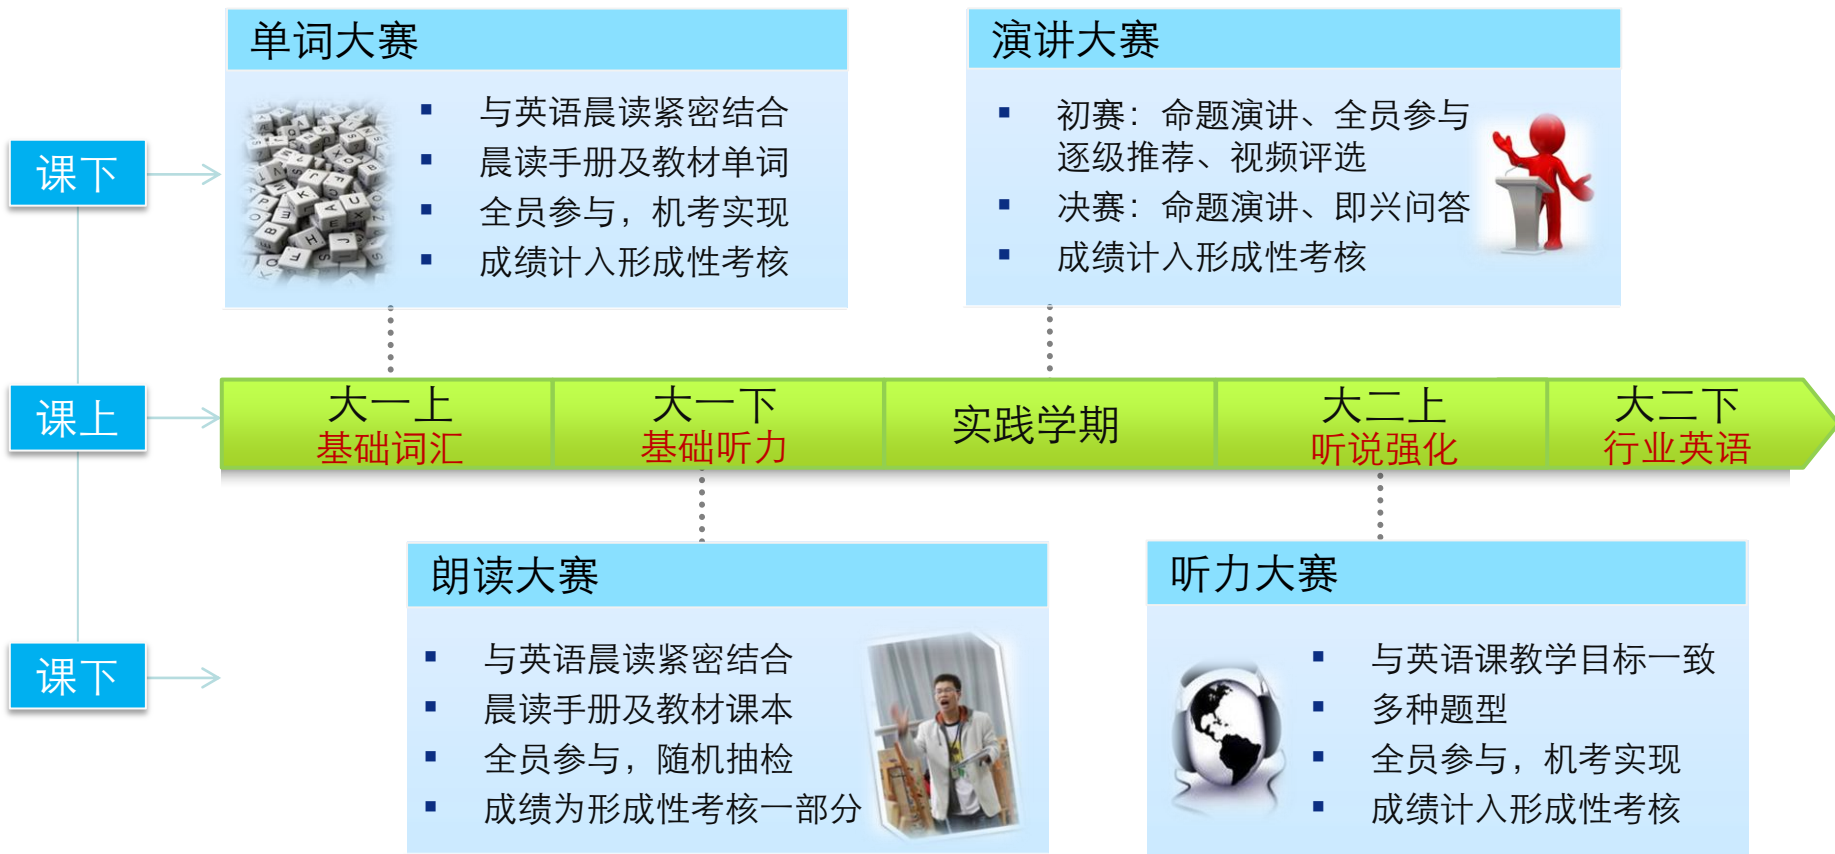 单词大赛
与英语晨读紧密结合
晨读手册及教材单词
全员参与，机考实现
成绩计入形成性考核
演讲大赛
初赛：命题演讲、全员参与
逐级推荐、视频评选
决赛：命题演讲、即兴问答
成绩计入形成性考核
课下
课上
大一上
基础词汇
大一下
基础听力
实践学期
大二上
听说强化
大二下
行业英语
课下
朗读大赛
与英语晨读紧密结合
晨读手册及教材课本
全员参与，随机抽检
成绩为形成性考核一部分
听力大赛
与英语课教学目标一致
多种题型
全员参与，机考实现
成绩计入形成性考核